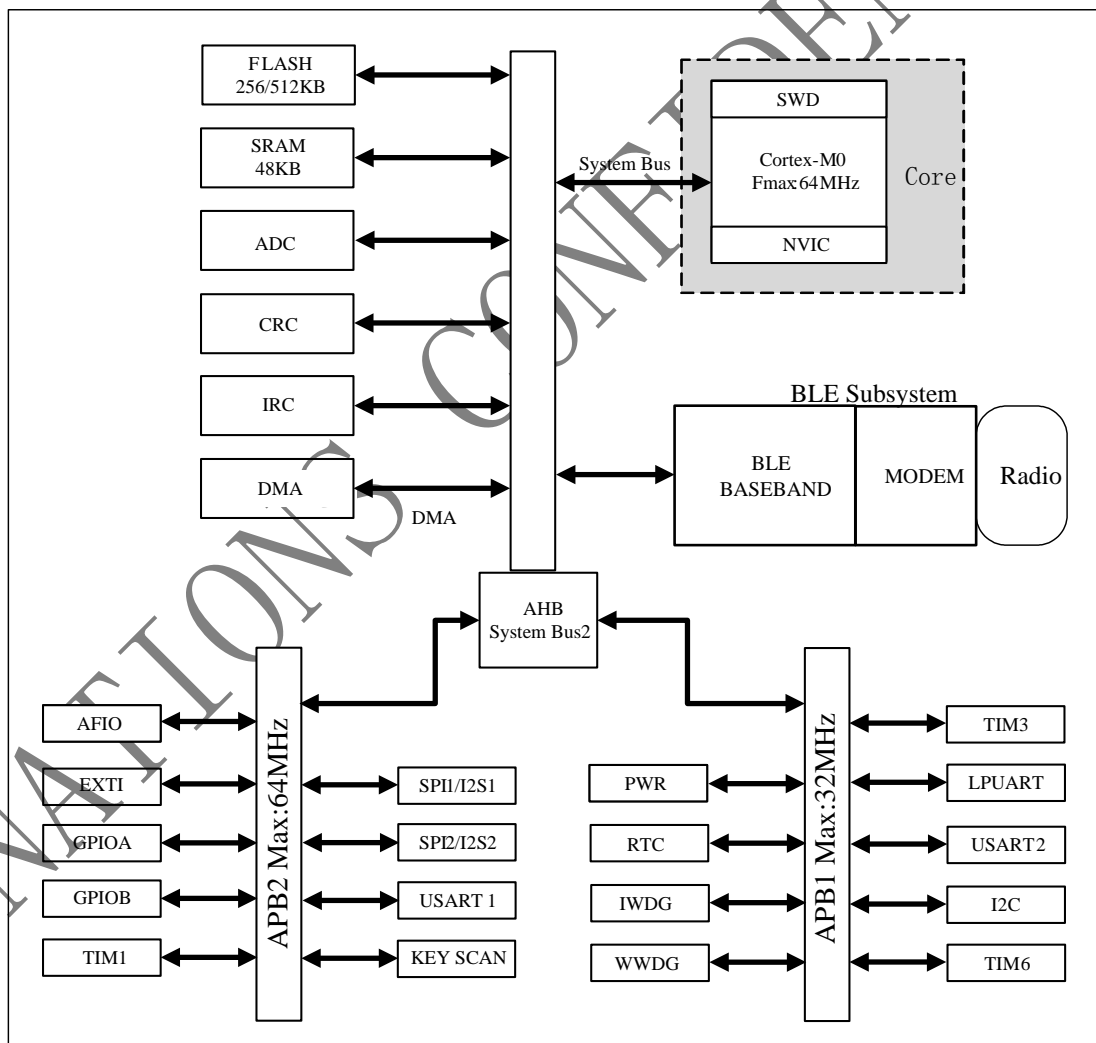 FLASH
256/512KB
SRAM
48KB
ADC
CRC
IRC
DMA
DMA
System Bus
SWD
Cortex-M0
Fmax:64MHz
NVIC
Core
BLE Subsystem
BLE
BASEBAND
MODEM
Radio
AHB
System Bus2
APB2 Max:64MHz
AFIO
EXTI
GPIOA
GPIOB
TIM1
SPI1/I2S1
SPI2/I2S2
USART 1
KEY SCAN
APB1 Max:32MHz
PWR
RTC
IWDG
WWDG
TIM3
LPUART
USART2
I2C
TIM6
NATIONS CONFIDEN